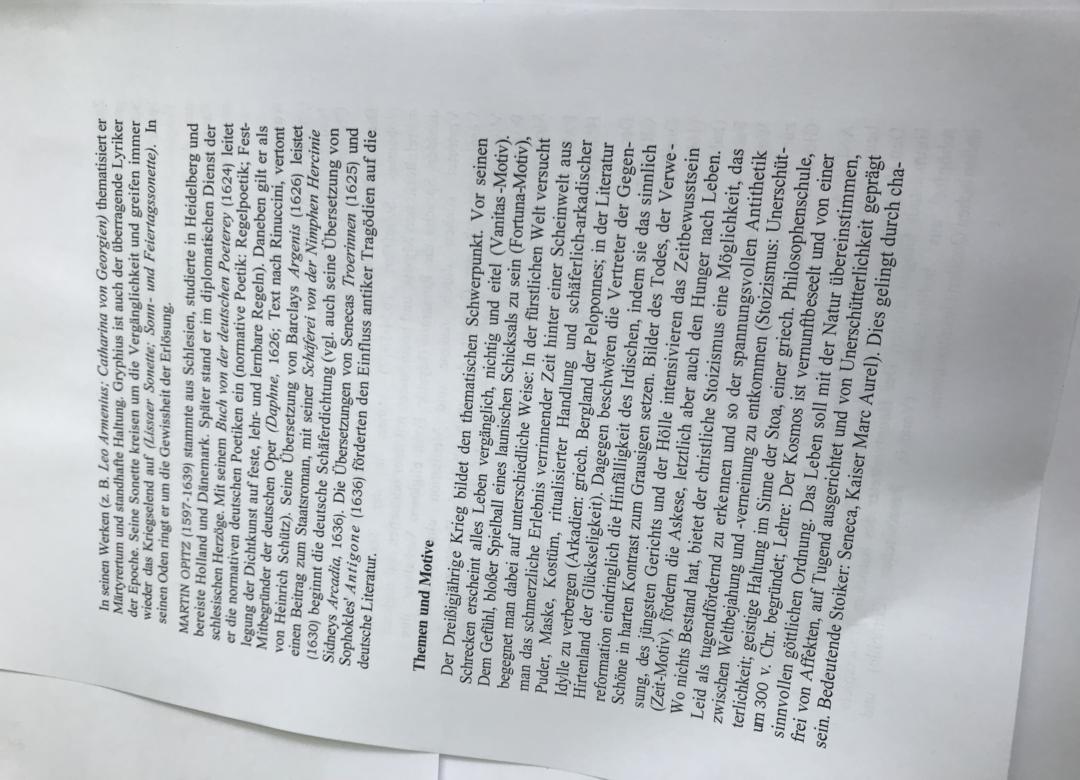 In seinen Werken (z. B. Leo Armenius; Catharina von Georgien) thematisiert er
Märtyrertum und standhafte Haltung. Gryphius ist auch der überragende Lyriker
der Epoche. Seine Sonette kreisen um die Vergänglichkeit und greifen immer
wieder das Kriegselend auf (Lissaer Sonette; Sonn- und Feiertagssonette). In
seinen Oden ringt er um die Gewissheit der Erlösung.
MARTIN OPITZ (1597-1639) stammte aus Schlesien, studierte in Heidelberg und
bereiste Holland und Dänemark. Später stand er im diplomatischen Dienst der
schlesischen Herzöge. Mit seinem Buch von der deutschen Poeterey (1624) leitet
er die normativen deutschen Poetiken ein (normative Poetik: Regelpoetik; Fest-
legung der Dichtkunst auf feste, lehr- und lernbare Regeln). Daneben gilt er als
Mitbegründer der deutschen Oper (Daphne, 1626; Text nach Rinuccini, vertont
von Heinrich Schütz). Seine Übersetzung von Barclays Argenis (1626) leistet
einen Beitrag zum Staatsroman, mit seiner Schäferei von der Nimphen Hercinie
(1630) beginnt die deutsche Schäferdichtung (vgl. auch seine Übersetzung von
Sidneys Arcadia, 1636). Die Übersetzungen von Senecas Troerinnen (1625) und
Sophokles' Antigone (1636) förderten den Einfluss antiker Tragödien auf die
deutsche Literatur.
Themen und Motive
Der Dreißigjährige Krieg bildet den thematischen Schwerpunkt. Vor seinen
Schrecken erscheint alles Leben vergänglich, nichtig und eitel (Vanitas-Motiv).
Dem Gefühl, bloßer Spielball eines launischen Schicksals zu sein (Fortuna-Motiv),
begegnet man dabei auf unterschiedliche Weise: In der fürstlichen Welt versucht
man das schmerzliche Erlebnis verrinnender Zeit hinter einer Scheinwelt aus
Puder, Maske, Kostüm, ritualisierter Handlung und schäferlich-arkadischer
Idylle zu verbergen (Arkadien: griech. Bergland der Peloponnes; in der Literatur
Hirtenland der Glückseligkeit). Dagegen beschwören die Vertreter der Gegen-
reformation eindringlich die Hinfälligkeit des Irdischen, indem sie das sinnlich
Schöne in harten Kontrast zum Grausigen setzen. Bilder des Todes, der Verwe-
sung, des jüngsten Gerichts und der Hölle intensivieren das Zeitbewusstsein
(Zeit-Motiv), fördern die Askese, letztlich aber auch den Hunger nach Leben.
Wo nichts Bestand hat, bietet der christliche Stoizismus eine Möglichkeit, das
Leid als tugendfördernd zu erkennen und so der spannungsvollen Antithetik
zwischen Weltbejahung und -verneinung zu entkommen (Stoizismus: Unerschüt-
terlichkeit; geistige Haltung im Sinne der Stoa, einer griech. Philosophenschule,
um 300 v. Chr. begründet; Lehre: Der Kosmos ist vernunftbeseelt und von einer
sinnvollen göttlichen Ordnung. Das Leben soll mit der Natur übereinstimmen,
frei von Affekten, auf Tugend ausgerichtet und von Unerschütterlichkeit geprägt
sein. Bedeutende Stoiker: Seneca, Kaiser Marc Aurel). Dies gelingt durch cha-